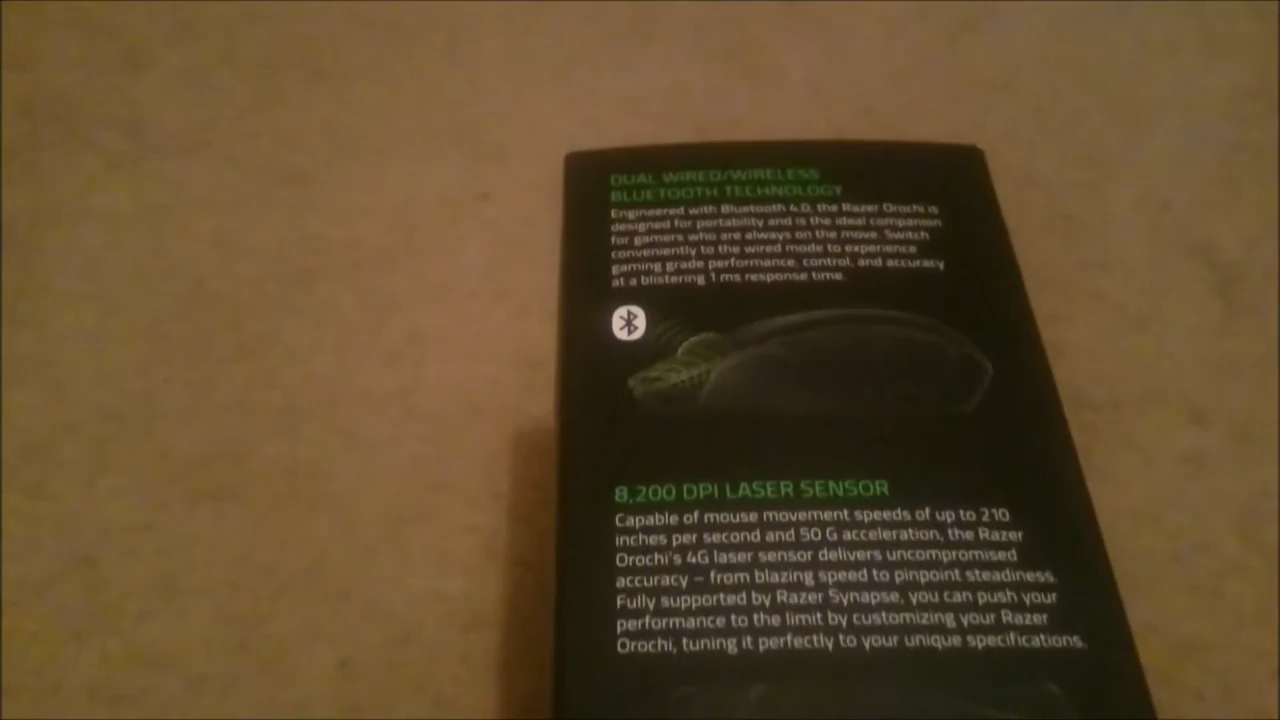 DUAL WIRED/WIRELESS
BLUETOOTH TECHNOLOGY
Engineered with Bluetooth 4.0, the Razer Orochi is
designed for portability and is the ideal companion
for gamers who are always on the move. Switch
conveniently to the wired mode to experience
gaming grade performance, control, and accuracy
at a blistering 1 ms response time.
8,200 DPI LASER SENSOR
Capable of mouse movement speeds of up to 210
inches per second and 50 G acceleration, the Razer
Orochi's 4G laser sensor delivers uncompromised
accuracy – from blazing speed to pinpoint steadiness.
Fully supported by Razer Synapse, you can push your
performance to the limit by customizing your Razer
Orochi, tuning it perfectly to your unique specifications.